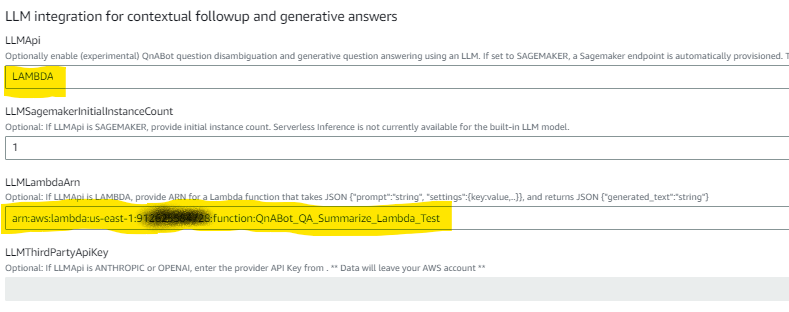 LLM integration for contextual followup and generative answers
LLMApi
Optionally enable (experimental) QnABot question disambiguation and generative question answering using an LLM. If set to SAGEMAKER, a Sagemaker endpoint is automatically provisioned. T
LAMBDA
LLMSagemakerInitialInstanceCount
Optional: If LLMApi is SAGEMAKER, provide initial instance count. Serverless Inference is not currently available for the built-in LLM model.
1
LLMLambdaArn
Optional: If LLMApi is LAMBDA, provide ARN for a Lambda function that takes JSON {"prompt":"string", "settings":{key:value,..}}, and returns JSON {"generated_text":"string"}
arn:aws:lambda:us-east-1: :function:QnABot_QA_Summarize_Lambda_Test
LLMThirdPartyApiKey
Optional: If LLMApi is ANTHROPIC or OPENAI, enter the provider API Key from . ** Data will leave your AWS account **